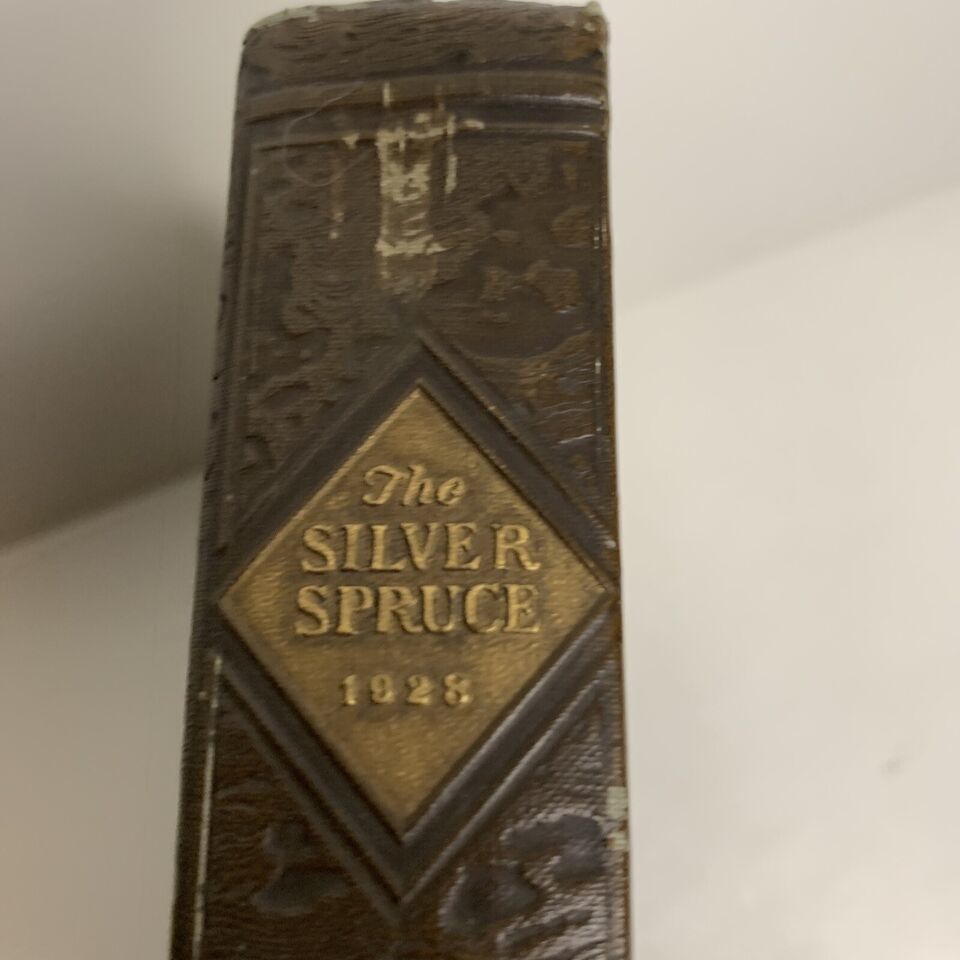 The
SILVER
SPRUCE
1928